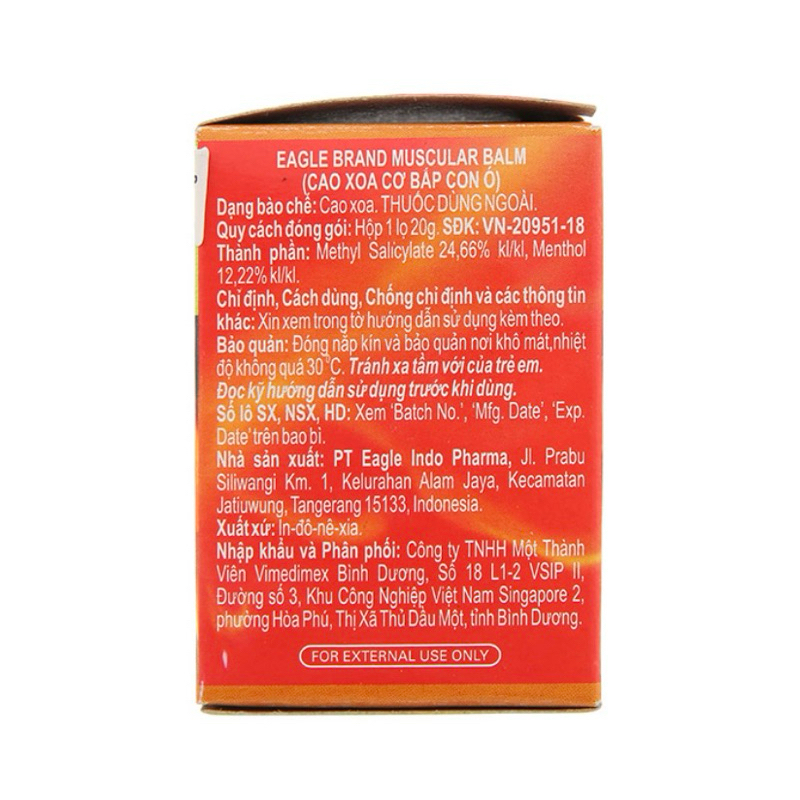 EAGLE BRAND MUSCULAR BALM
(CAO XOA CƠ BẮP CON Ó)
Dạng bào chế: Cao xoa. THUỐC DÙNG NGOÀI.
Quy cách đóng gói: Hộp 1 lọ 20g. SĐK: VN-20951-18
Thành phần: Methyl Salicylate 24,66% kl/kl, Menthol
12,22% kl/kl.
Chỉ định, Cách dùng, Chống chỉ định và các thông tin
khác: Xin xem trong tờ hướng dẫn sử dụng kèm theo.
Bảo quản: Đóng nắp kín và bảo quản nơi khô mát,nhiệt
độ không quá 30°C. Tránh xa tầm với của trẻ em.
Đọc kỹ hướng dẫn sử dụng trước khi dùng.
Số lô SX, NSX, HD: Xem ‘Batch No.’, ‘Mfg. Date’, ‘Exp.
Date’ trên bao bì.
Nhà sản xuất: PT Eagle Indo Pharma, Jl. Prabu
Siliwangi Km. 1, Kelurahan Alam Jaya, Kecamatan
Jatiuwung, Tangerang 15133, Indonesia.
Xuất xứ: In-đô-nê-xia.
Nhập khẩu và Phân phối: Công ty TNHH Một Thành
Viên Vimedimex Bình Dương, Số 18 L1-2 VSIP II,
Đường số 3, Khu Công Nghiệp Việt Nam Singapore 2,
phường Hòa Phú, Thị Xã Thủ Dầu Một, tỉnh Bình Dương.
FOR EXTERNAL USE ONLY